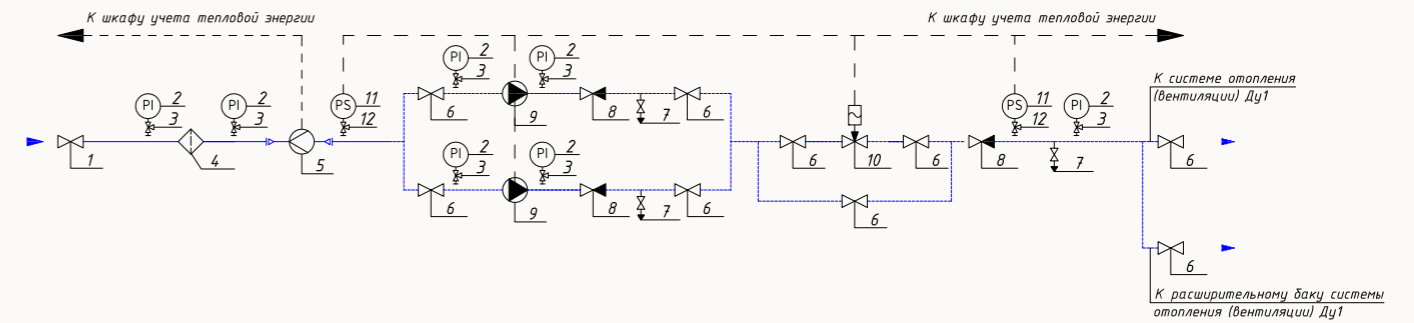 К шкафу учета тепловой энергии
К шкафу учета тепловой энергии
PI 2
3
PI 2
3
PS 11
12
PI 2
3
PI 2
3
PI 2
3
PI 2
3
PS 11
12
PI 2
3
К системе отопления
(вентиляции) Ду1
1
4
5
6
9
8
7
6
6
9
8
7
6
6
10
6
6
8
7
6
6
К расширительному баку системы
отопления (вентиляции) Ду1